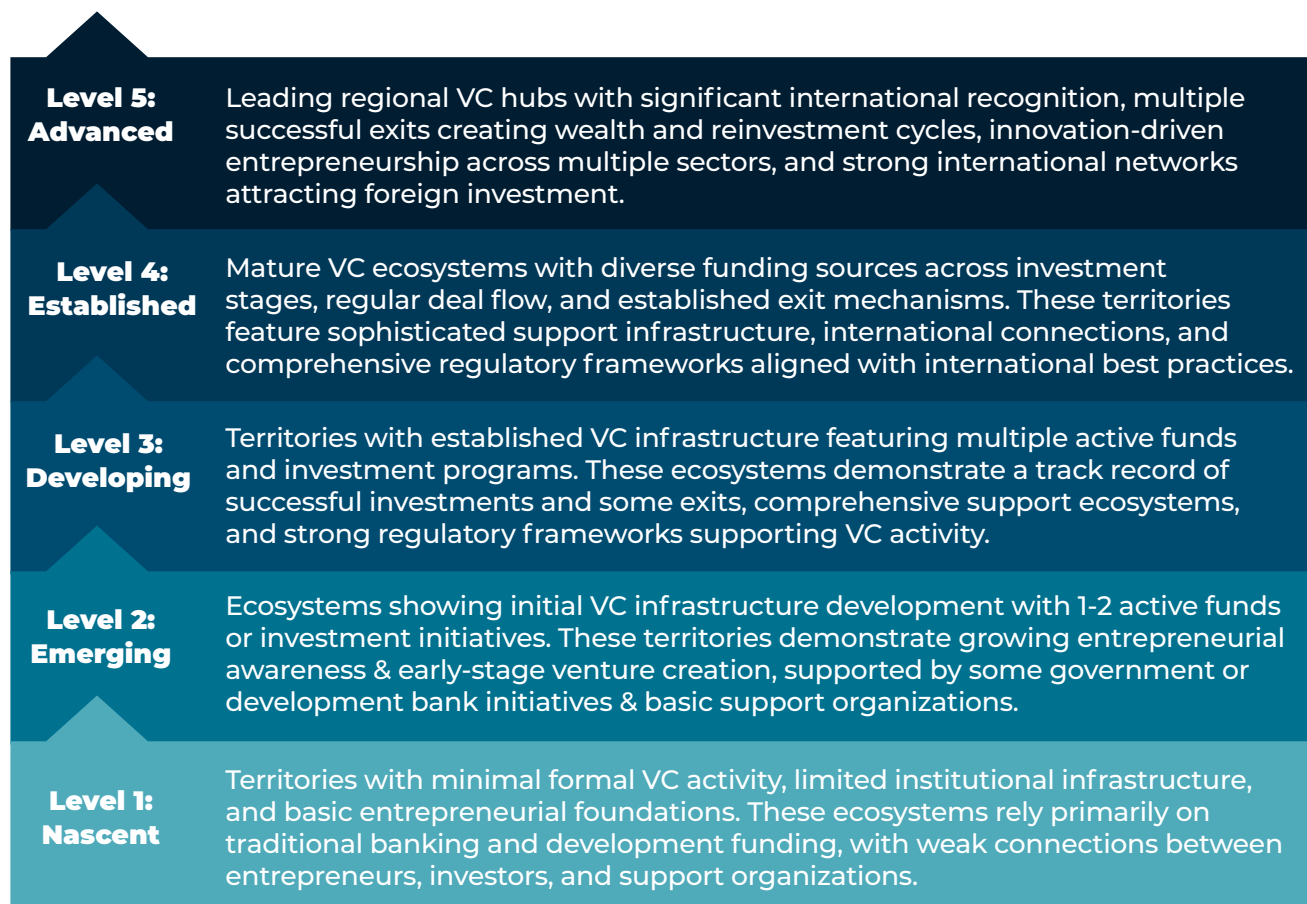 Level 5:
Advanced
Leading regional VC hubs with significant international recognition, multiple
successful exits creating wealth and reinvestment cycles, innovation-driven
entrepreneurship across multiple sectors, and strong international networks
attracting foreign investment.
Level 4:
Established
Mature VC ecosystems with diverse funding sources across investment
stages, regular deal flow, and established exit mechanisms. These territories
feature sophisticated support infrastructure, international connections, and
comprehensive regulatory frameworks aligned with international best practices.
Level 3:
Developing
Territories with established VC infrastructure featuring multiple active funds
and investment programs. These ecosystems demonstrate a track record of
successful investments and some exits, comprehensive support ecosystems,
and strong regulatory frameworks supporting VC activity.
Level 2:
Emerging
Ecosystems showing initial VC infrastructure development with 1-2 active funds
or investment initiatives. These territories demonstrate growing entrepreneurial
awareness & early-stage venture creation, supported by some government or
development bank initiatives & basic support organizations.
Level 1:
Nascent
Territories with minimal formal VC activity, limited institutional infrastructure,
and basic entrepreneurial foundations. These ecosystems rely primarily on
traditional banking and development funding, with weak connections between
entrepreneurs, investors, and support organizations.